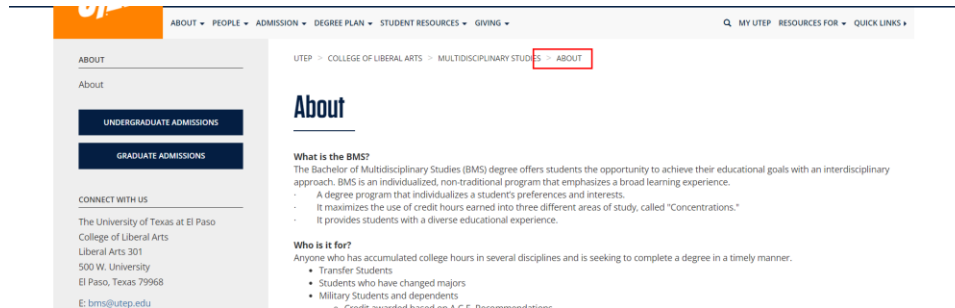 ABOUT PEOPLE ADMISSION DEGREE PLAN STUDENT RESOURCES GIVING MY UTEP RESOURCES FOR QUICK LINKS
ABOUT
About
UNDERGRADUATE ADMISSIONS
GRADUATE ADMISSIONS
CONNECT WITH US
The University of Texas at El Paso
College of Liberal Arts
Liberal Arts 301
500 W. University
El Paso, Texas 79968
E: bms@utep.edu
UTEP > COLLEGE OF LIBERAL ARTS > MULTIDISCIPLINARY STUDIES > ABOUT
About
What is the BMS?
The Bachelor of Multidisciplinary Studies (BMS) degree offers students the opportunity to achieve their educational goals with an interdisciplinary
approach. BMS is an individualized, non-traditional program that emphasizes a broad learning experience.
· A degree program that individualizes a student's preferences and interests.
· It maximizes the use of credit hours earned into three different areas of study, called "Concentrations."
· It provides students with a diverse educational experience.
Who is it for?
Anyone who has accumulated college hours in several disciplines and is seeking to complete a degree in a timely manner.
• Transfer Students
• Students who have changed majors
• Military Students and dependents
Credit awarded based on A.C.E. Recommendations